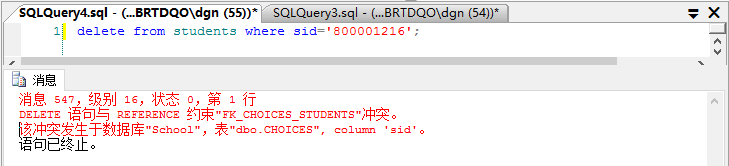 SQLQuery4.sql - (...BRTDQO\dgn (55))* SQLQuery3.sql - (...BRTDQO\dgn (54))*
1 delete from students where sid='800001216';
消息
消息 547，级别 16，状态 0，第 1 行
DELETE 语句与 REFERENCE 约束"FK_CHOICES_STUDENTS"冲突。
该冲突发生于数据库"School"，表"dbo.CHOICES", column 'sid'。
语句已终止。